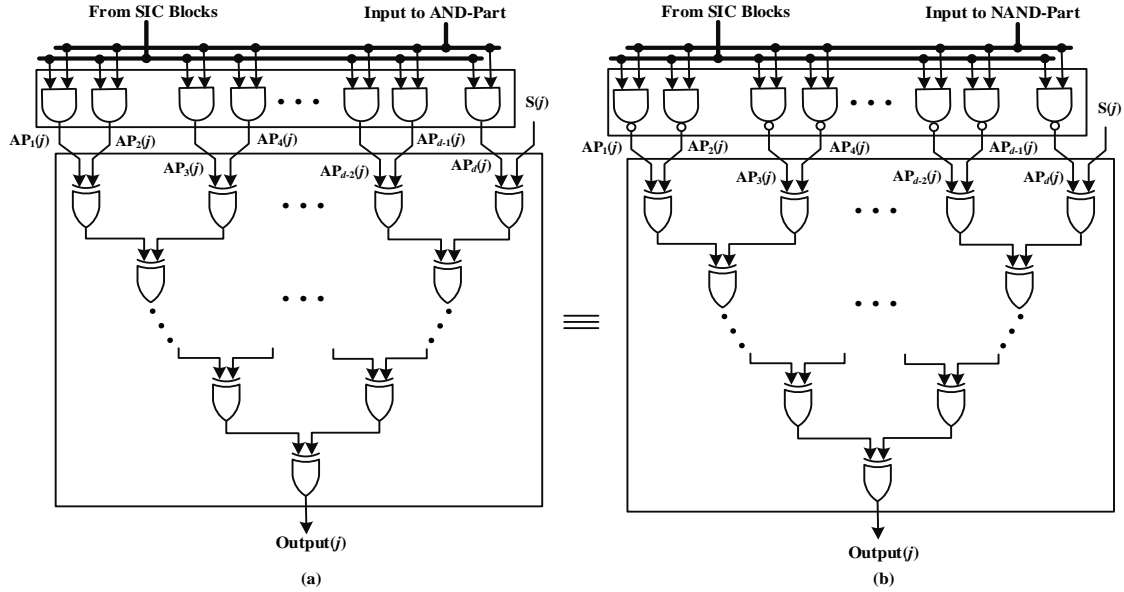 From SIC Blocks
Input to AND-Part
S(j)
AP1(j)
AP2(j)
AP3(j)
AP4(j)
APd-2(j)
APd-1(j)
APd(j)
Output(j)
(a)
From SIC Blocks
Input to NAND-Part
S(j)
AP1(j)
AP2(j)
AP3(j)
AP4(j)
APd-2(j)
APd-1(j)
APd(j)
Output(j)
(b)